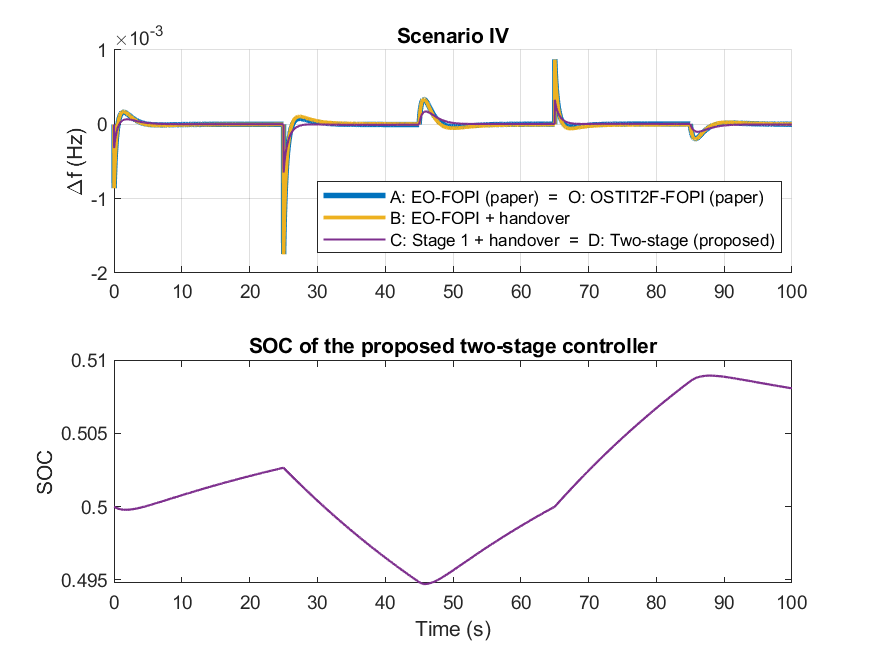 ×10⁻³
Scenario IV
1
0
-1
-2
Δf (Hz)
A: EO-FOPI (paper) = O: OSTIT2F-FOPI (paper)
B: EO-FOPI + handover
C: Stage 1 + handover = D: Two-stage (proposed)
0 10 20 30 40 50 60 70 80 90 100
SOC of the proposed two-stage controller
0.51
0.505
0.5
0.495
SOC
0 10 20 30 40 50 60 70 80 90 100
Time (s)